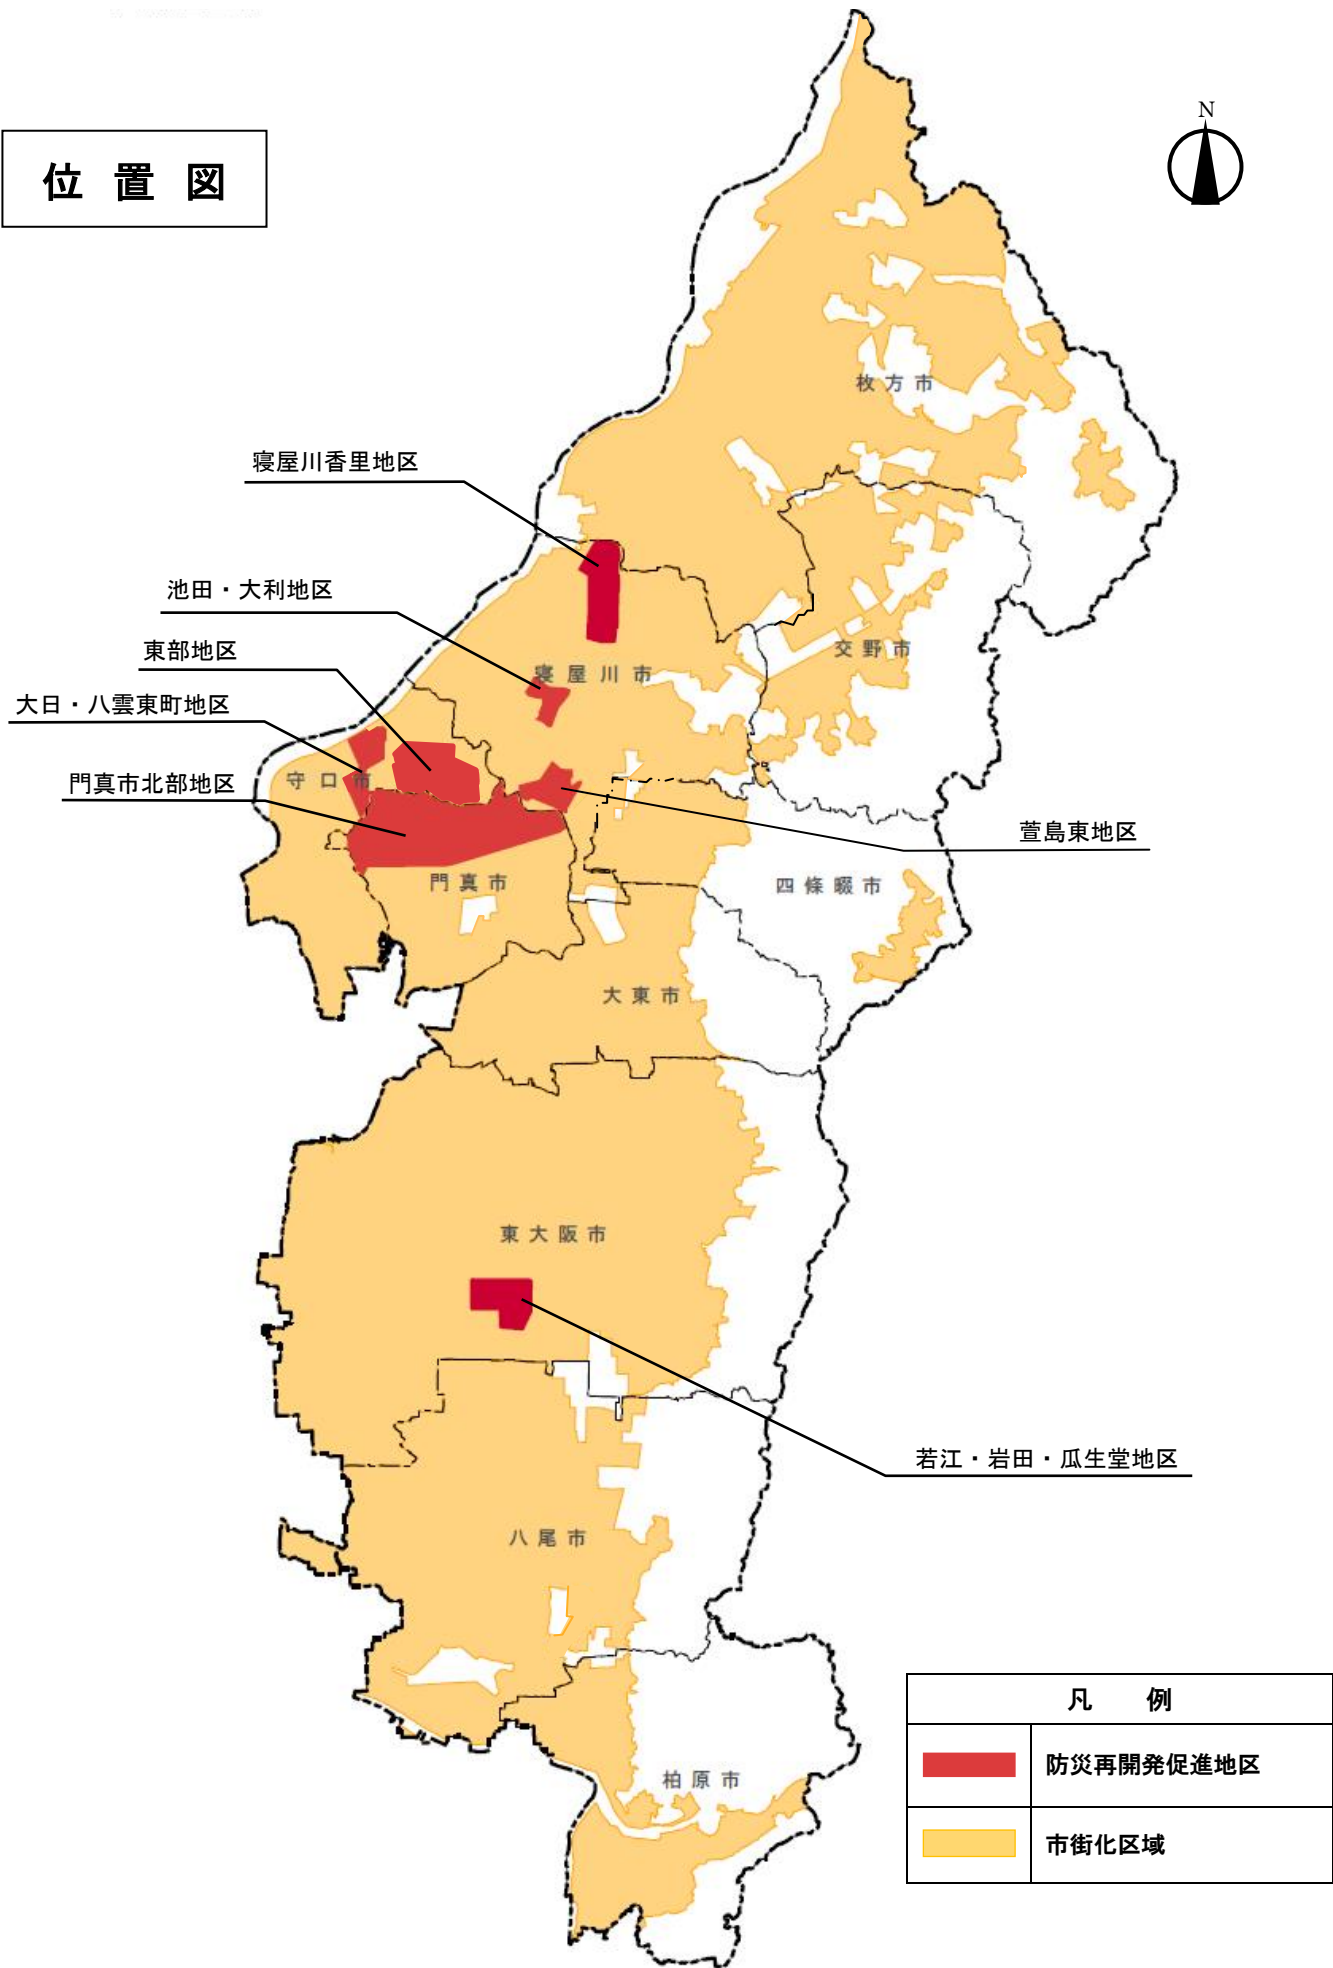 位置図
N
枚方市
寝屋川香里地区
池田・大利地区
東部地区
交野市
寝屋川市
大日・八雲東町地区
守口市
門真市北部地区
萱島東地区
門真市
四條畷市
大東市
東大阪市
若江・岩田・瓜生堂地区
八尾市
柏原市
凡例
防災再開発促進地区
市街化区域